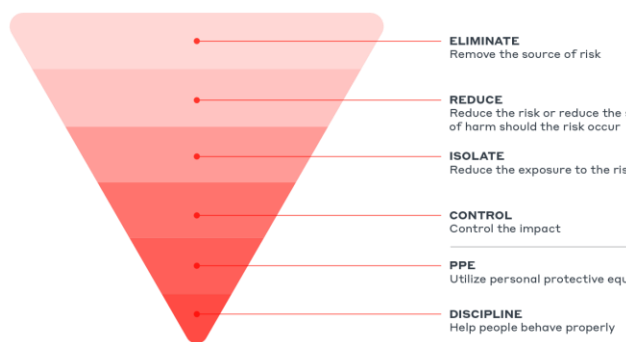 ELIMINATE
Remove the source of risk
REDUCE
Reduce the risk or reduce the
of harm should the risk occur
ISOLATE
Reduce the exposure to the
CONTROL
Control the impact
PPE
Utilize personal protective
DISCIPLINE
Help people behave properly